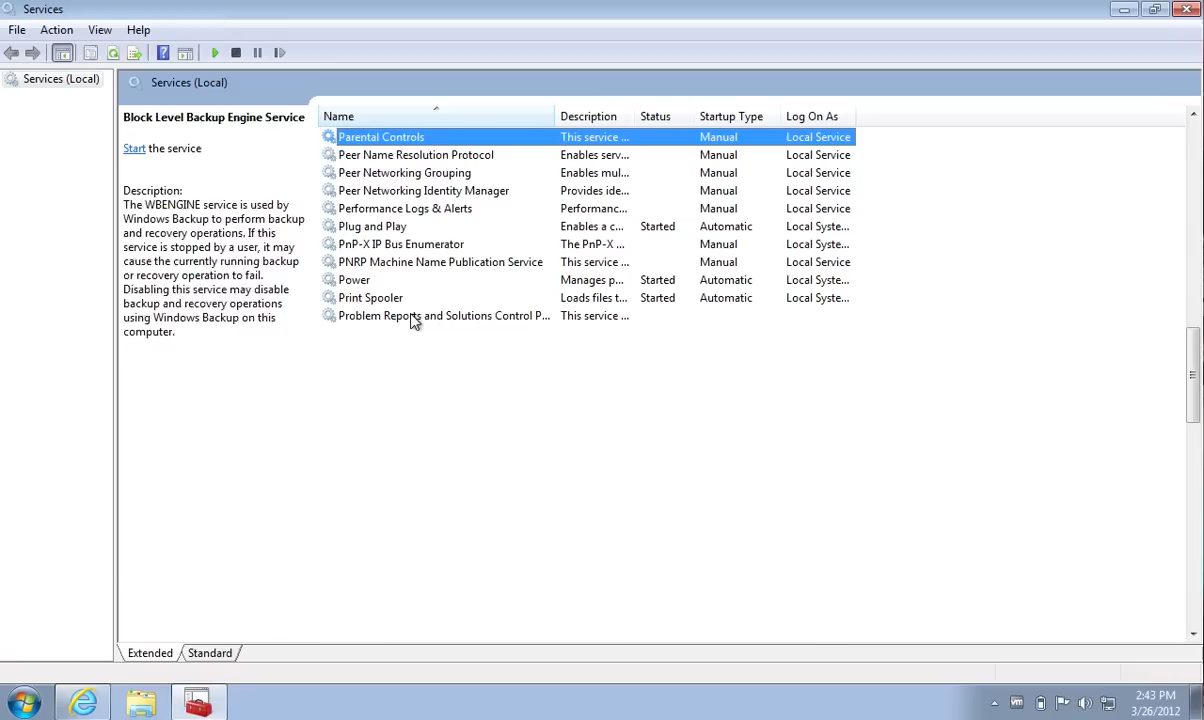 Services
File Action View Help
Services (Local)
Services (Local)
Block Level Backup Engine Service
Start the service
Description:
The WBENGINE service is used by
Windows Backup to perform backup
and recovery operations. If this
service is stopped by a user, it may
cause the currently running backup
or recovery operation to fail.
Disabling this service may disable
backup and recovery operations
using Windows Backup on this
computer.
Name Description Status Startup Type Log On As
Parental Controls This service ... Manual Local Service
Peer Name Resolution Protocol Enables serv... Manual Local Service
Peer Networking Grouping Enables mul... Manual Local Service
Peer Networking Identity Manager Provides ide... Manual Local Service
Performance Logs & Alerts Performanc... Manual Local Service
Plug and Play Enables a c... Started Automatic Local Syste...
PnP-X IP Bus Enumerator The PnP-X ... Manual Local Syste...
PNRP Machine Name Publication Service This service ... Manual Local Service
Power Manages p... Started Automatic Local Syste...
Print Spooler Loads files t... Started Automatic Local Syste...
Problem Reports and Solutions Control P... This service ...
Extended Standard
vm
2:43 PM
3/26/2012